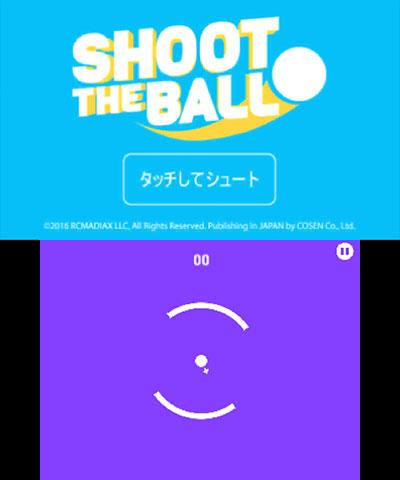 SHOOT
THE BALL
タッチしてシュート
©2016 RCMADIAX LLC, All Rights Reserved. Publishing in JAPAN by COSEN Co., Ltd.
00